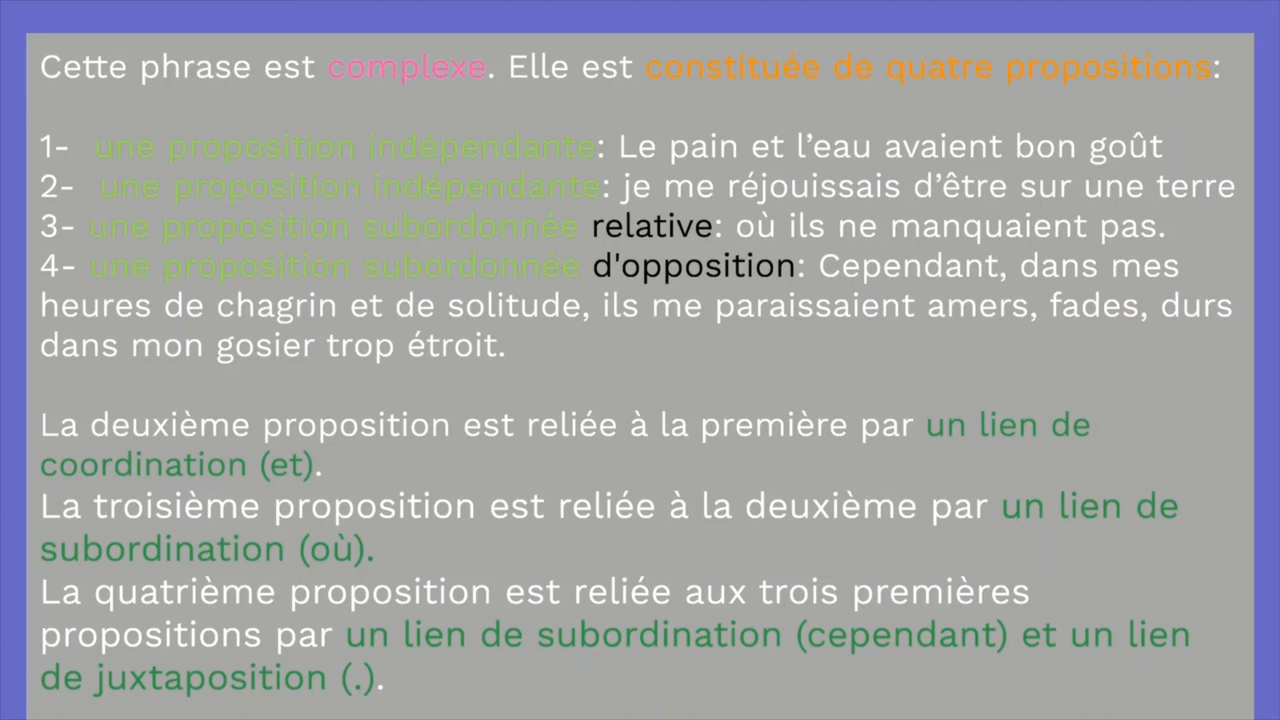 Cette phrase est complexe. Elle est constituée de quatre propositions:
1- une proposition indépendante: Le pain et l’eau avaient bon goût
2- une proposition indépendante: je me réjouissais d’être sur une terre
3- une proposition subordonnée relative: où ils ne manquaient pas.
4- une proposition subordonnée d'opposition: Cependant, dans mes
heures de chagrin et de solitude, ils me paraissaient amers, fades, durs
dans mon gosier trop étroit.
La deuxième proposition est reliée à la première par un lien de
coordination (et).
La troisième proposition est reliée à la deuxième par un lien de
subordination (où).
La quatrième proposition est reliée aux trois premières
propositions par un lien de subordination (cependant) et un lien
de juxtaposition (.).